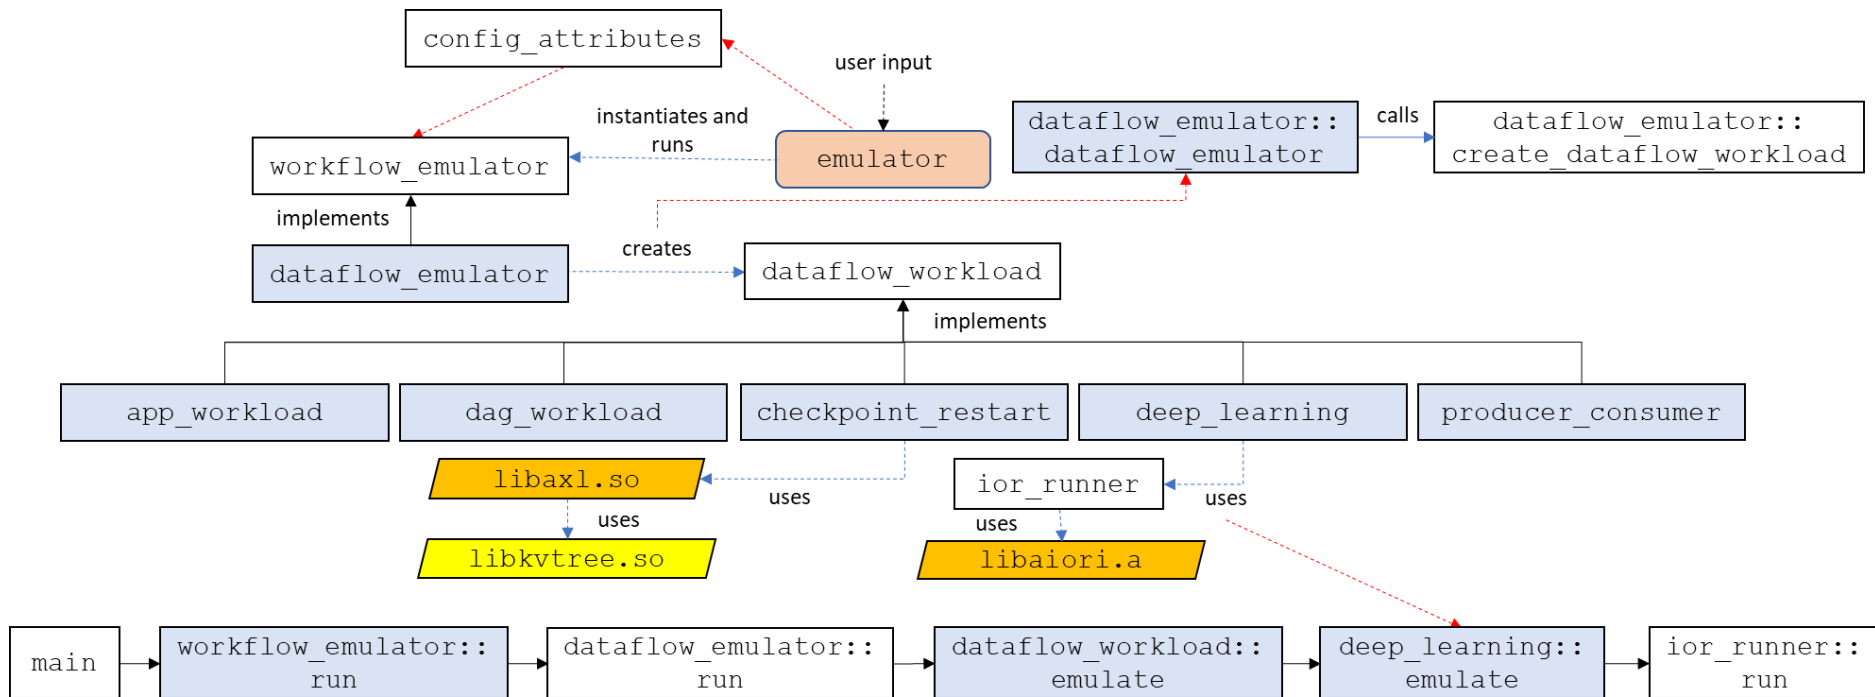 config_attributes
user input
instantiates and
runs
workflow_emulator
emulator
dataflow_emulator::
dataflow_emulator
calls
dataflow_emulator::
create_dataflow_workload
implements
dataflow_emulator
creates
dataflow_workload
implements
app_workload
dag_workload
checkpoint_restart
deep_learning
producer_consumer
libaxl.so
uses
ior_runner
uses
uses
libkvtree.so
uses
libaiori.a
main
workflow_emulator::
run
dataflow_emulator::
run
dataflow_workload::
emulate
deep_learning::
emulate
ior_runner::
run